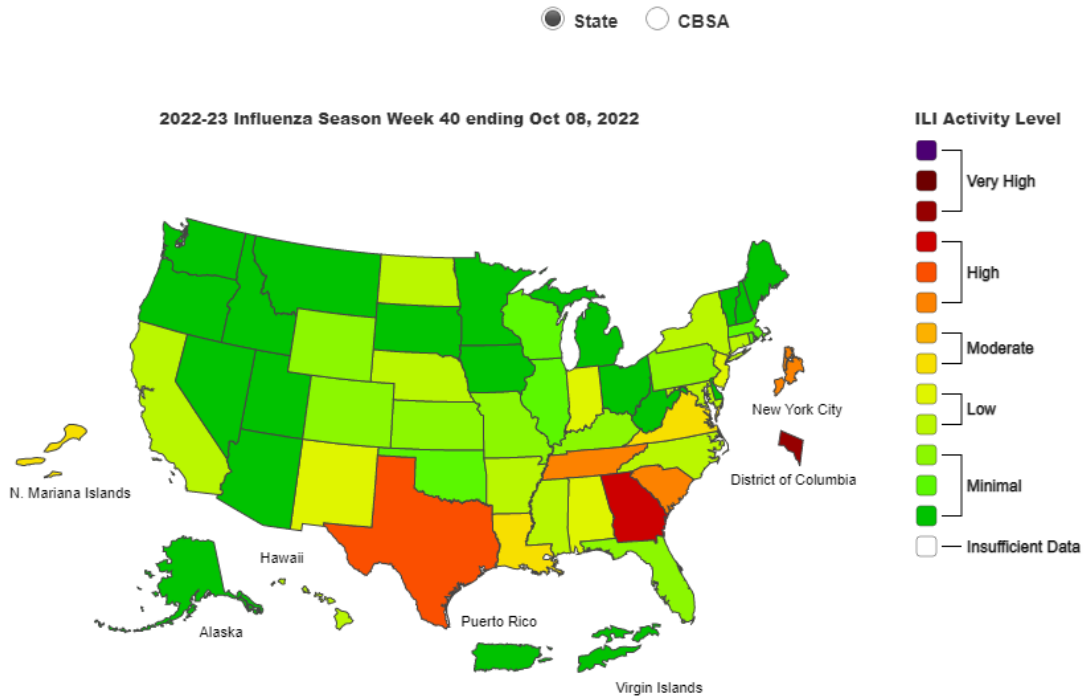 State CBSA
2022-23 Influenza Season Week 40 ending Oct 08, 2022
ILI Activity Level
Very High
High
Moderate
Low
Minimal
Insufficient Data
New York City
District of Columbia
N. Mariana Islands
Hawaii
Alaska
Puerto Rico
Virgin Islands